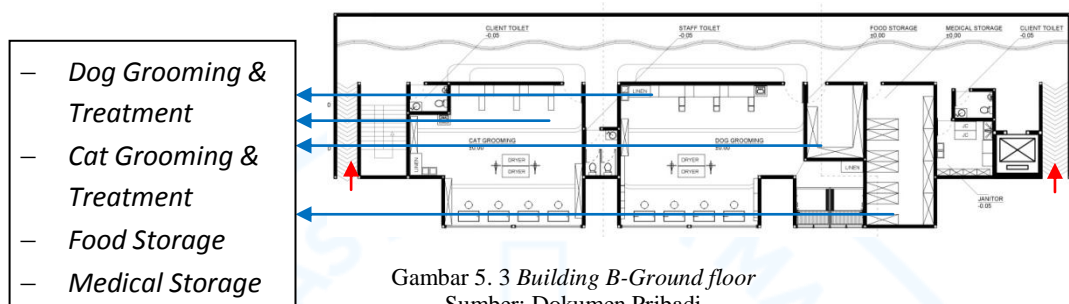 CLIENT TOILET
-0.05
STAFF TOILET
-0.05
FOOD STORAGE
±0.00
MEDICAL STORAGE
±0.00
CLIENT TOILET
-0.05
– Dog Grooming &
Treatment
– Cat Grooming &
Treatment
– Food Storage
– Medical Storage
LINEN
CAT GROOMING
±0.00
DOG GROOMING
±0.00
JC
JC
LINEN
DRYER
DRYER
DRYER
DRYER
LINEN
JANITOR
-0.05
Gambar 5. 3 Building B-Ground floor
Sumber: Dokumen Pribadi